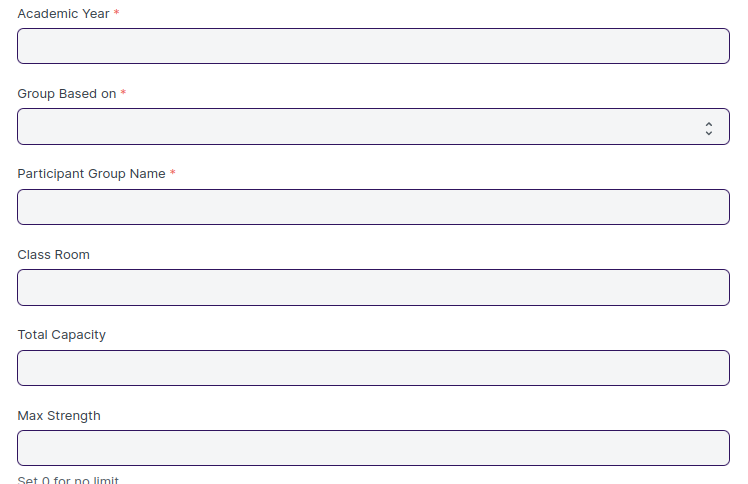 Academic Year *
Group Based on *
Participant Group Name *
Class Room
Total Capacity
Max Strength
Set 0 for no limit